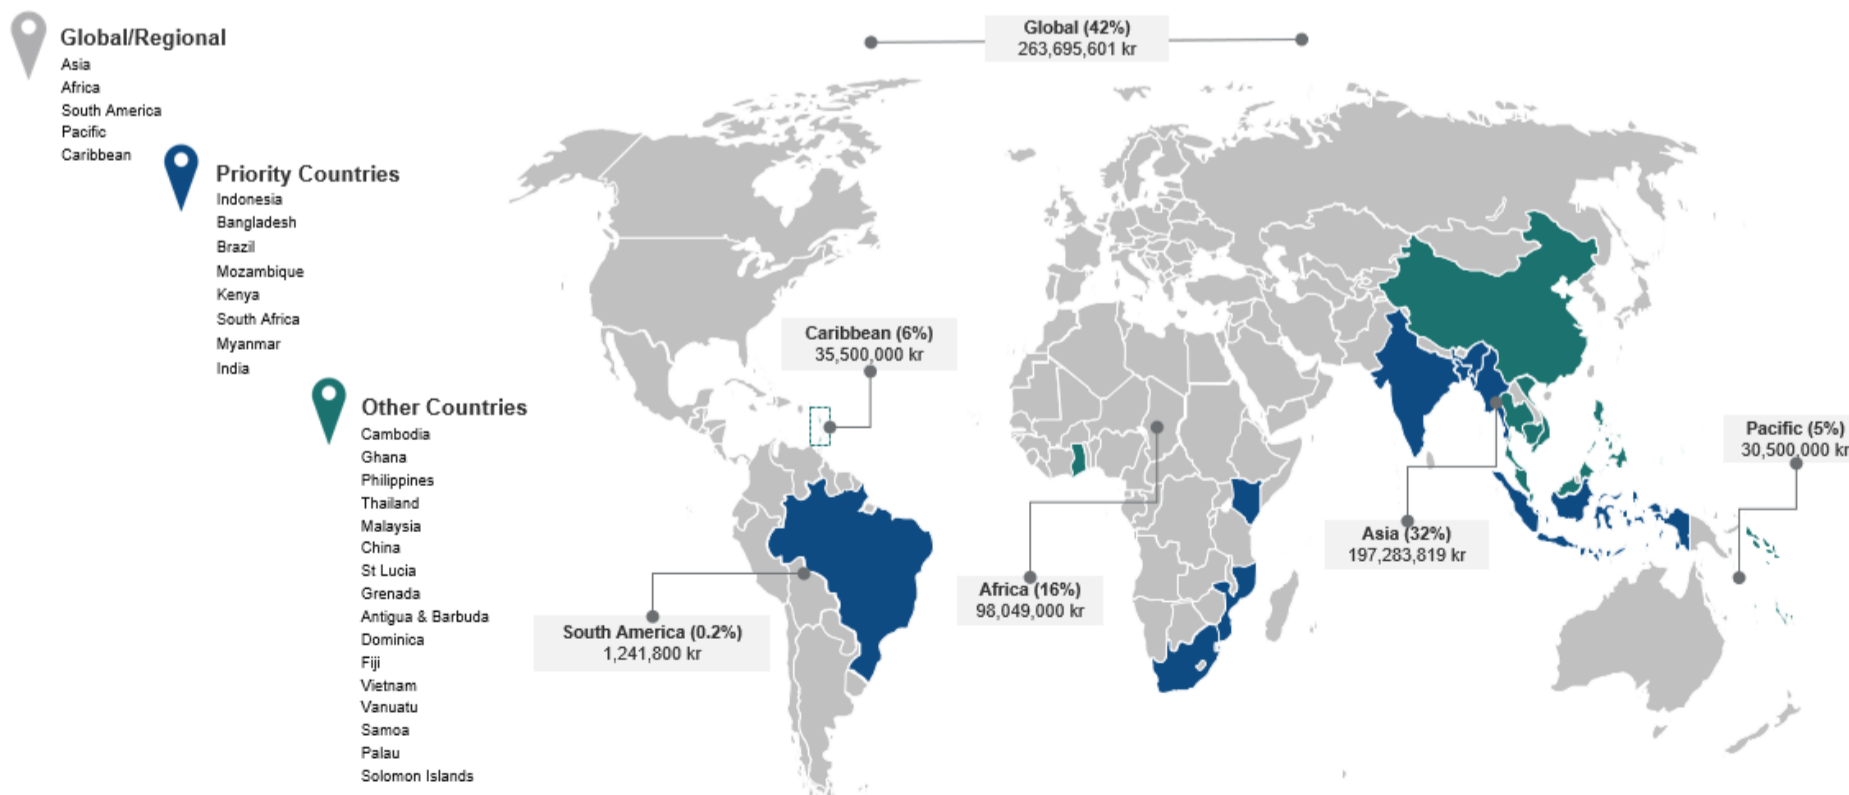 Global/Regional
Asia
Africa
South America
Pacific
Caribbean
Priority Countries
Indonesia
Bangladesh
Brazil
Mozambique
Kenya
South Africa
Myanmar
India
Other Countries
Cambodia
Ghana
Philippines
Thailand
Malaysia
China
St Lucia
Grenada
Antigua & Barbuda
Dominica
Fiji
Vietnam
Vanuatu
Samoa
Palau
Solomon Islands
Global (42%)
263,695,601 kr
Caribbean (6%)
35,500,000 kr
Pacific (5%)
30,500,000 kr
Asia (32%)
197,283,819 kr
Africa (16%)
98,049,000 kr
South America (0.2%)
1,241,800 kr